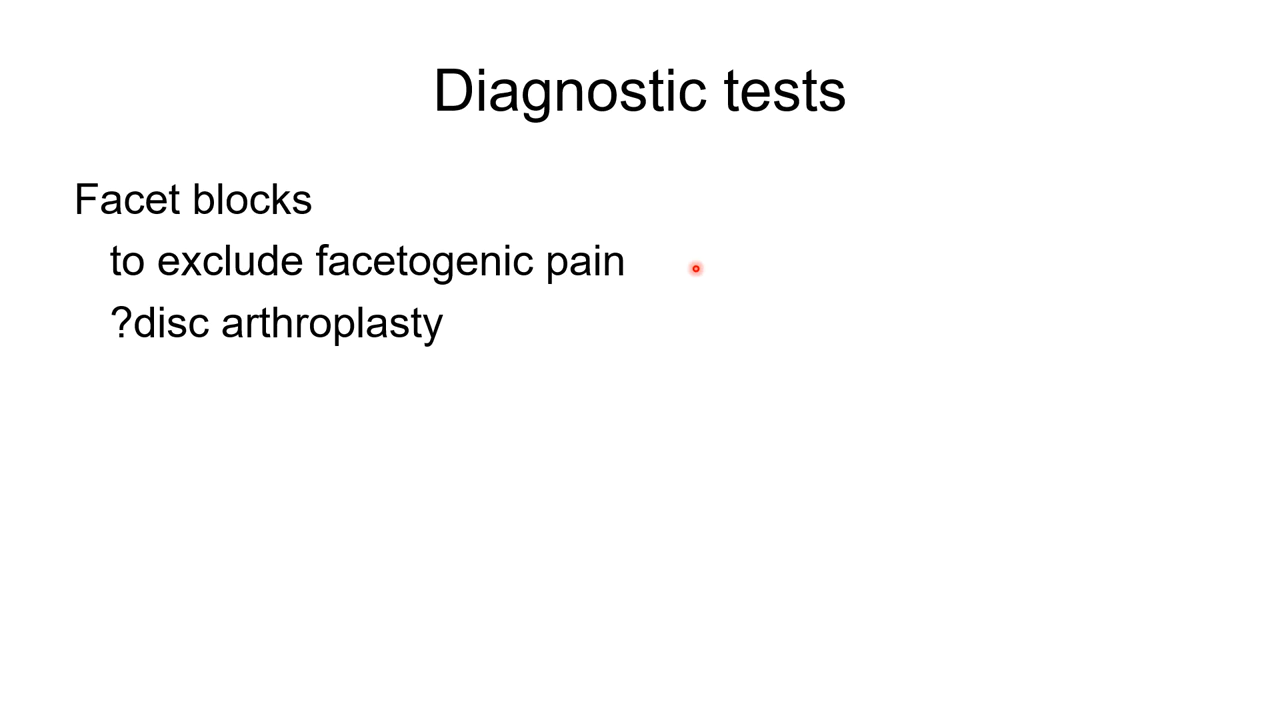 Diagnostic tests
Facet blocks
to exclude facetogenic pain
?disc arthroplasty